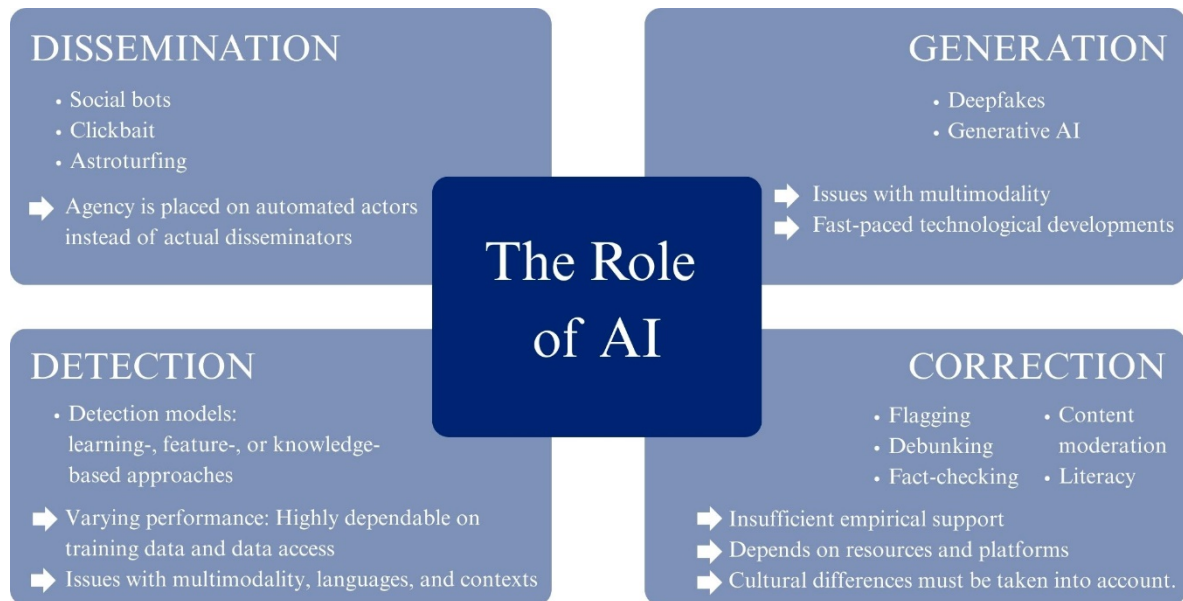 DISSEMINATION
• Social bots
• Clickbait
• Astroturfing
Agency is placed on automated actors
instead of actual disseminators
GENERATION
• Deepfakes
• Generative AI
Issues with multimodality
Fast-paced technological developments
The Role
of AI
DETECTION
• Detection models:
learning-, feature-, or knowledge-
based approaches
Varying performance: Highly dependable on
training data and data access
Issues with multimodality, languages, and contexts
CORRECTION
• Flagging
• Debunking
• Fact-checking
• Content
moderation
• Literacy
Insufficient empirical support
Depends on resources and platforms
Cultural differences must be taken into account.